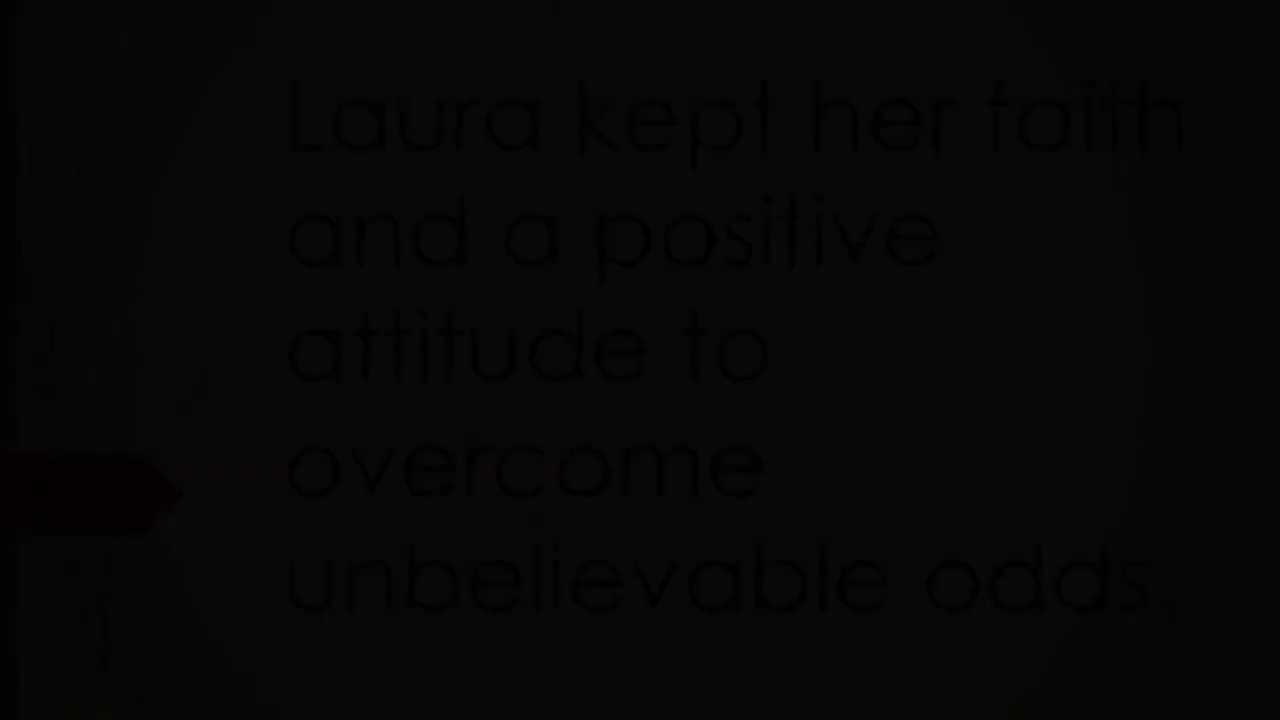 Laura kept her faith
and a positive
attitude to
overcome
unbelievable odds